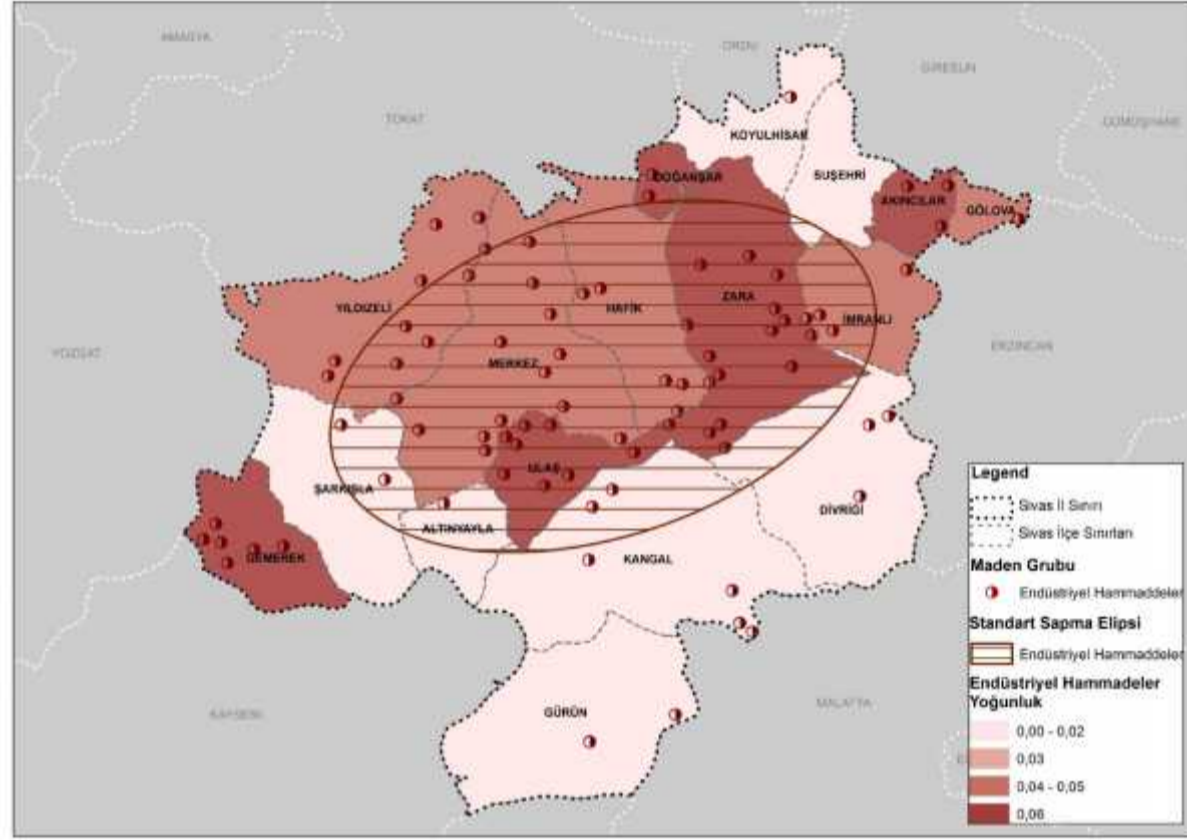 AMASYA
ORDU
GİRESUN
TOKAT
GÜMÜŞHANE
KOYULHİSAR
SUŞEHRİ
DOĞANŞAR
AKINCILAR
GÖLOVA
YILDIZELİ
HAFİK
ZARA
İMRANLI
YOZGAT
ERZİNCAN
MERKEZ
ULAŞ
ŞARKIŞLA
ALTINYAYLA
DİVRİĞİ
GEMEREK
KANGAL
GÜRÜN
KAYSERİ
MALATYA
Legend
Sivas İl Sınırı
Sivas İlçe Sınırları
Maden Grubu
Endüstriyel Hammaddeler
Standart Sapma Elipsi
Endüstriyel Hammaddeler
Endüstriyel Hammadeler
Yoğunluk
0,00 - 0,02
0,03
0,04 - 0,05
0,06